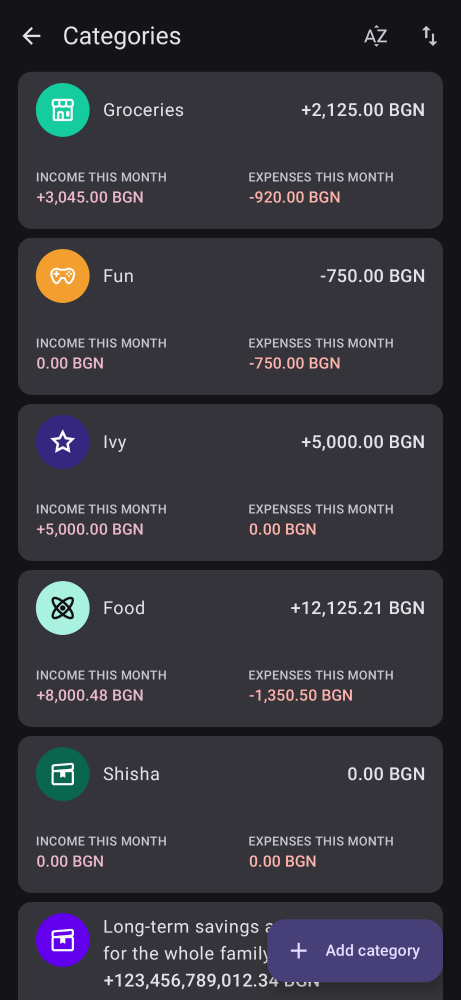 Categories
AZ
Groceries
+2,125.00 BGN
INCOME THIS MONTH
EXPENSES THIS MONTH
+3,045.00 BGN
-920.00 BGN
Fun
-750.00 BGN
INCOME THIS MONTH
EXPENSES THIS MONTH
0.00 BGN
-750.00 BGN
Ivy
+5,000.00 BGN
INCOME THIS MONTH
EXPENSES THIS MONTH
+5,000.00 BGN
0.00 BGN
Food
+12,125.21 BGN
INCOME THIS MONTH
EXPENSES THIS MONTH
+8,000.48 BGN
-1,350.50 BGN
Shisha
0.00 BGN
INCOME THIS MONTH
EXPENSES THIS MONTH
0.00 BGN
0.00 BGN
Long-term savings
for the whole family
+123,456,789,012.34 BGN
Add category